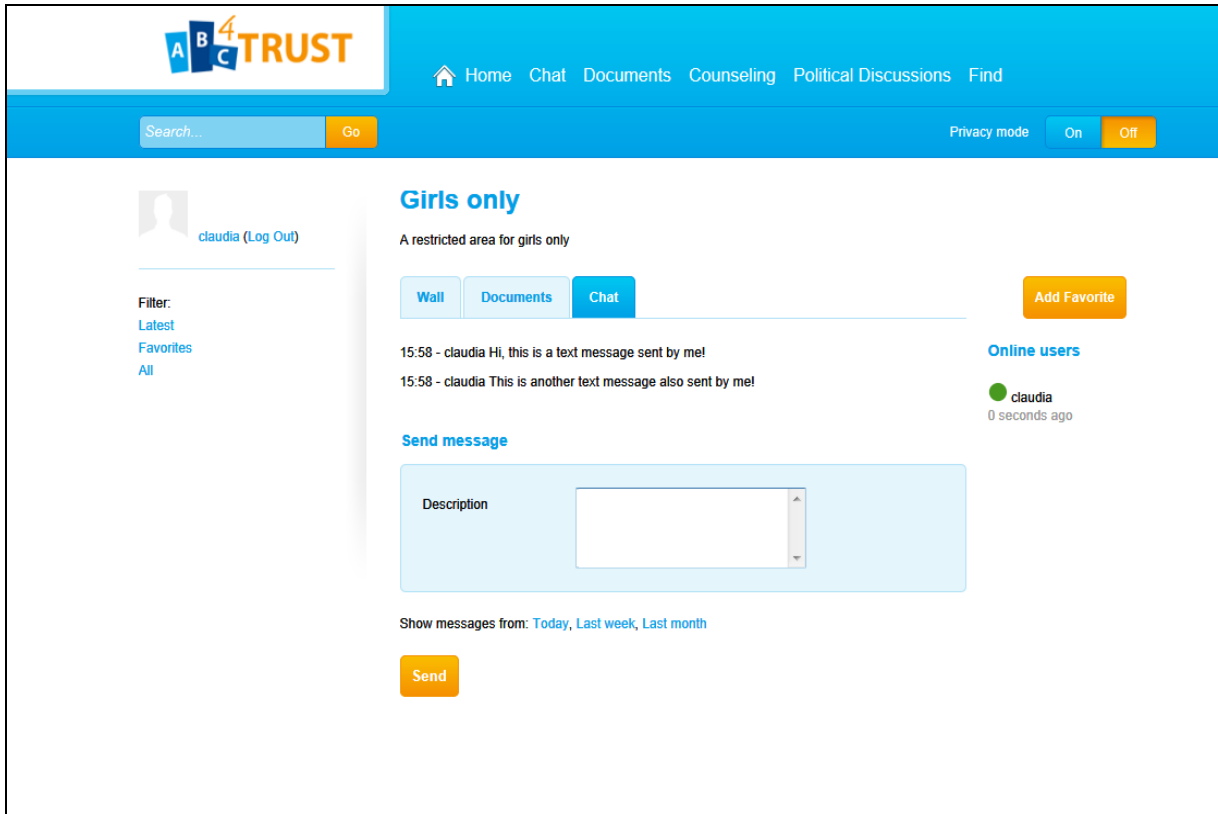 ABC4TRUST
Home Chat Documents Counseling Political Discussions Find
Search... Go Privacy mode On Off
claudia (Log Out)
Filter:
Latest
Favorites
All
Girls only
A restricted area for girls only
Wall Documents Chat Add Favorite
15:58 - claudia Hi, this is a text message sent by me!
15:58 - claudia This is another text message also sent by me!
Online users
claudia
0 seconds ago
Send message
Description
Show messages from: Today, Last week, Last month
Send